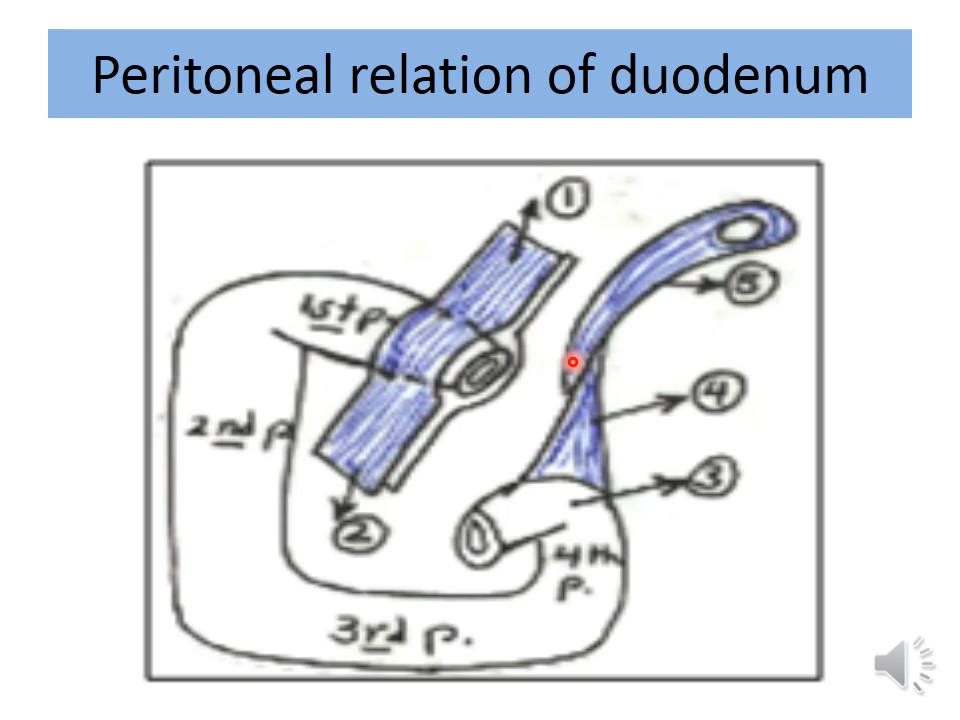 Peritoneal relation of duodenum
1
1st p
5
4
2nd p
3
2
4th
p.
3rd p.